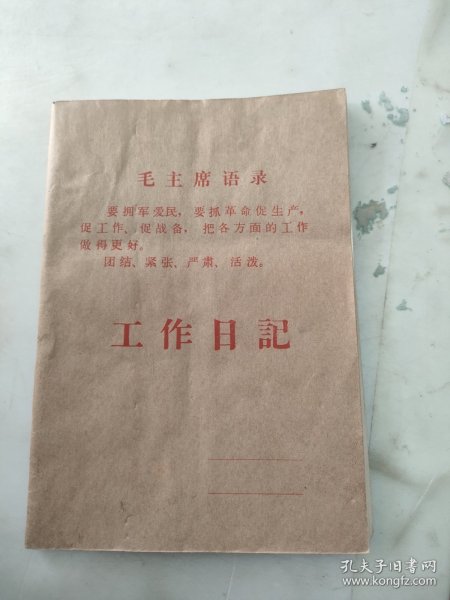 毛主席语录
要拥军爱民，要抓革命促生产，
促工作、促战备，把各方面的工作
做得更好。
团结、紧张、严肃、活泼。
工作日記
孔夫子旧书网
www.kongfz.com